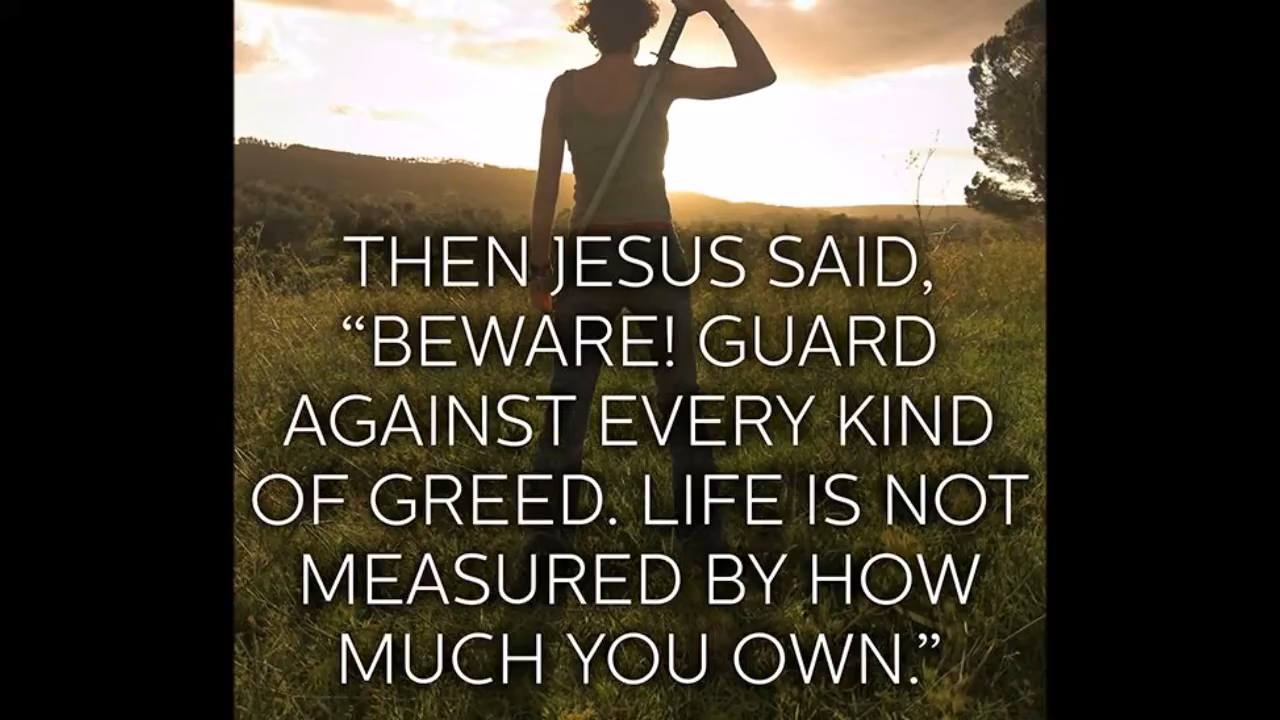 THEN JESUS SAID,
“BEWARE! GUARD
AGAINST EVERY KIND
OF GREED. LIFE IS NOT
MEASURED BY HOW
MUCH YOU OWN.”